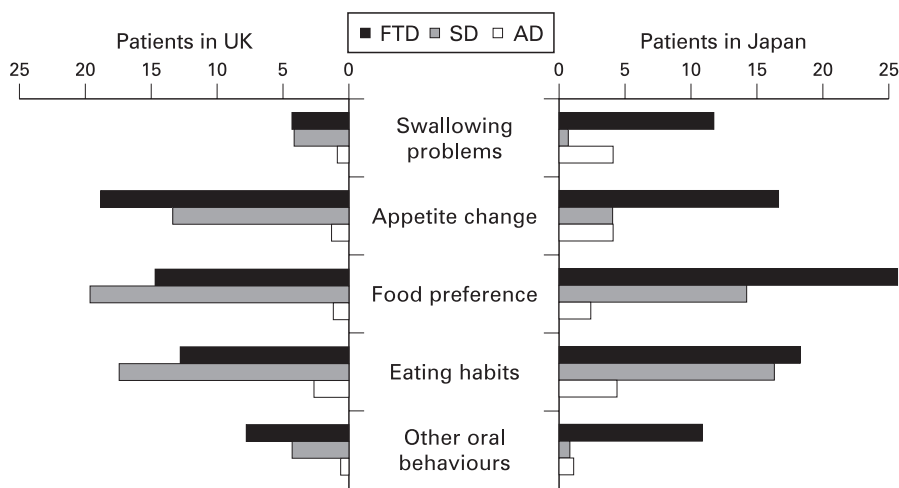 FTD SD AD
Patients in UK
Patients in Japan
25 20 15 10 5 0
0 5 10 15 20 25
Swallowing
problems
Appetite change
Food preference
Eating habits
Other oral
behaviours